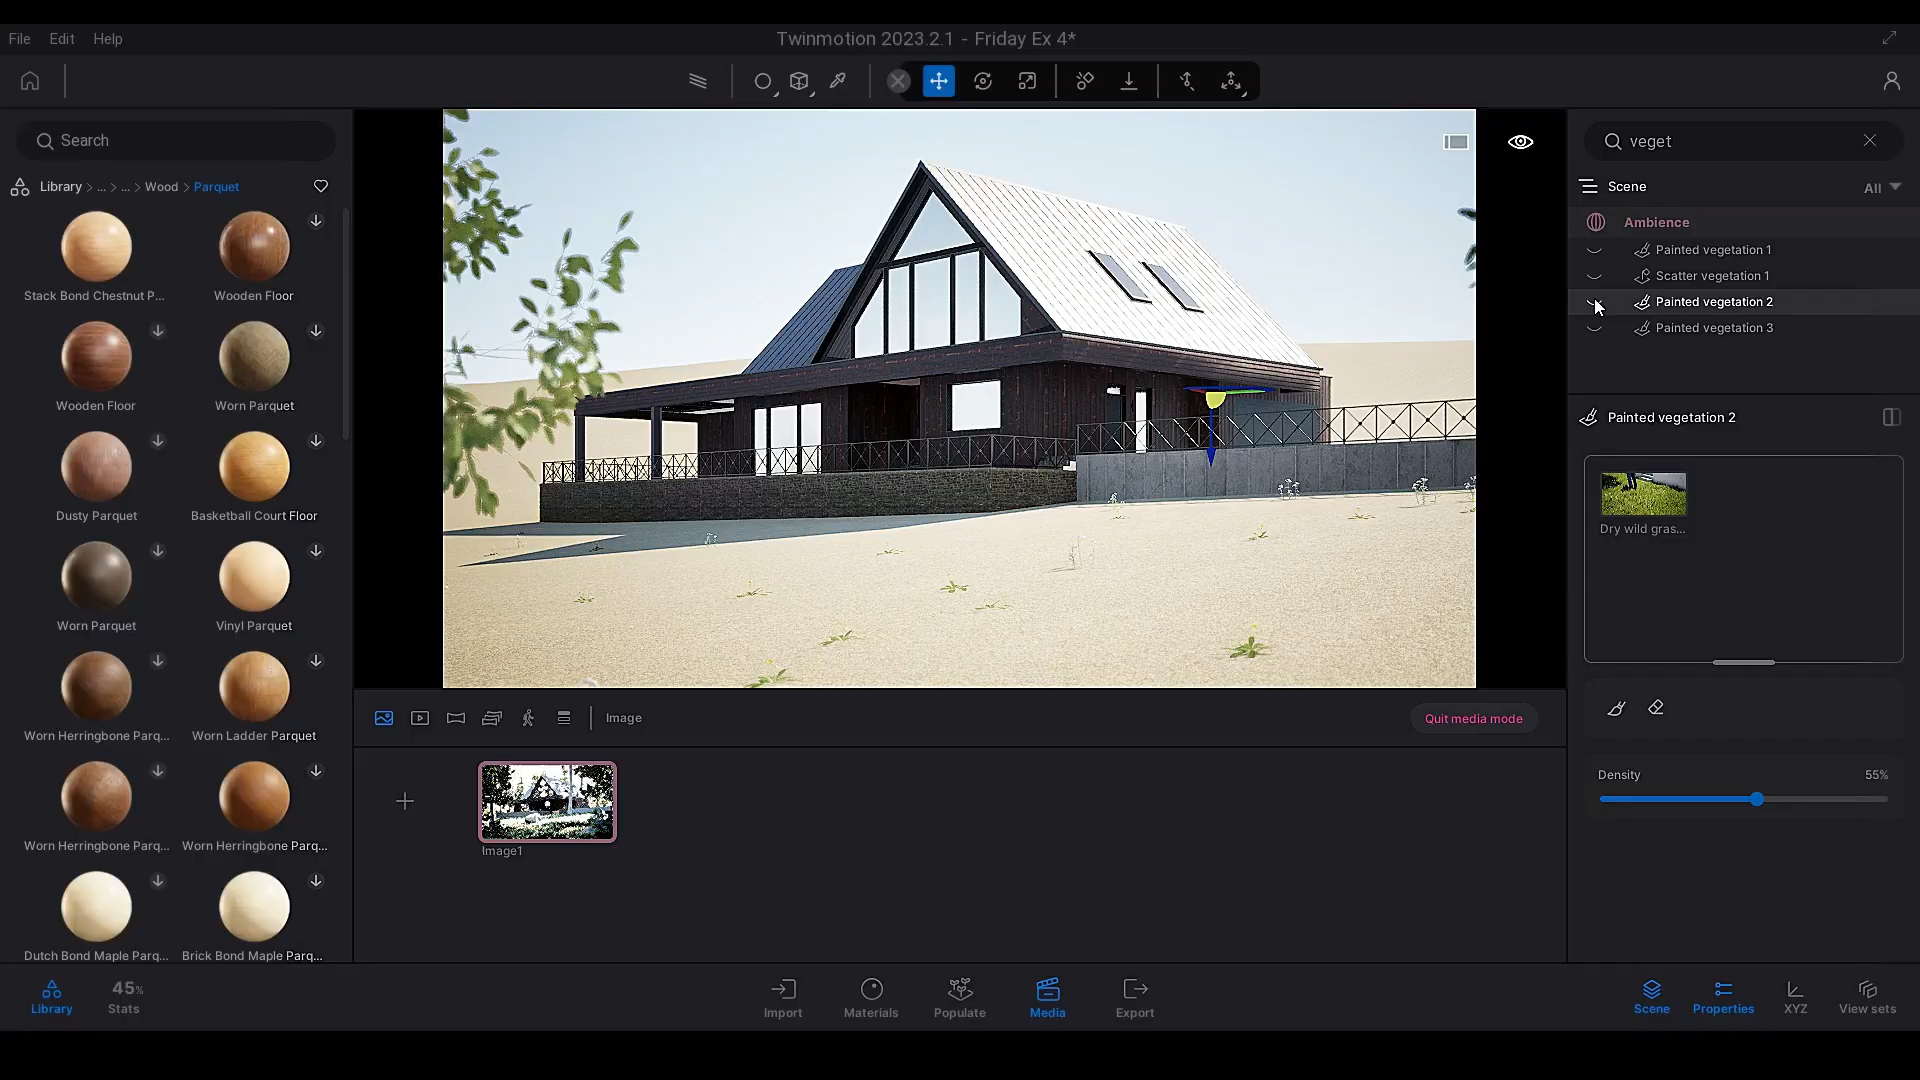 File Edit Help
Twinmotion 2023.2.1 - Friday Ex 4*
Search
Library > ... > ... > Wood > Parquet
Stack Bond Chestnut P... Wooden Floor
Wooden Floor Worn Parquet
Dusty Parquet Basketball Court Floor
Worn Parquet Vinyl Parquet
Worn Herringbone Parq... Worn Ladder Parquet
Worn Herringbone Parq... Worn Herringbone Parq...
Dutch Bond Maple Parq... Brick Bond Maple Parq...
Image
Quit media mode
Image1
veget
Scene All
Ambience
Painted vegetation 1
Scatter vegetation 1
Painted vegetation 2
Painted vegetation 3
Painted vegetation 2
Dry wild gras...
Density 55%
Library
45%
Stats
Import Materials Populate Media Export
Scene Properties XYZ View sets